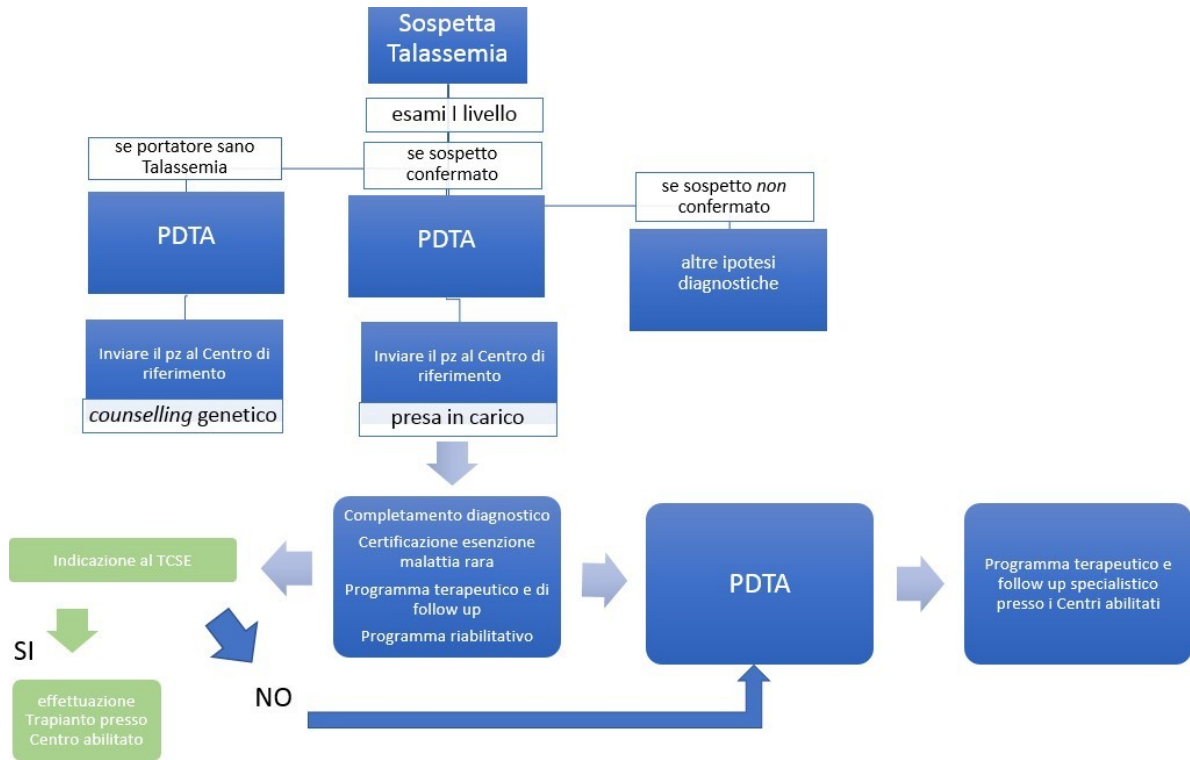 Sospetta
Talassemia
esami I livello
se portatore sano
Talassemia
se sospetto
confermato
se sospetto non
confermato
PDTA
PDTA
altre ipotesi
diagnostiche
Inviare il pz al Centro di
riferimento
counselling genetico
Inviare il pz al Centro di
riferimento
presa in carico
Indicazione al TCSE
Completamento diagnostico
Certificazione esenzione
malattia rara
Programma terapeutico e di
follow up
Programma riabilitativo
PDTA
Programma terapeutico e
follow up specialistico
presso i Centri abilitati
SI
NO
effettuazione
Trapianto presso
Centro abilitato